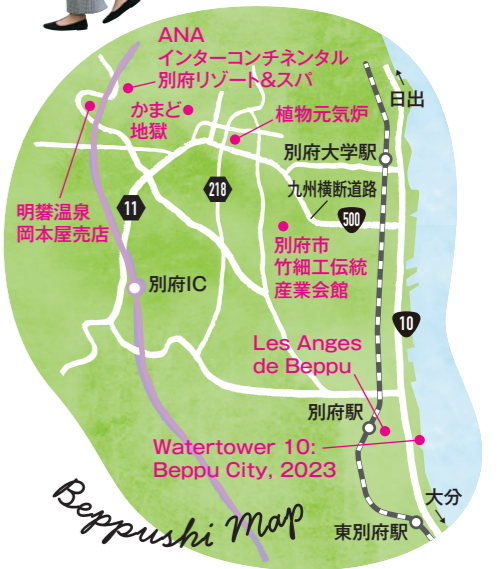 ANA
インターコンチネンタル
別府リゾート&スパ
日出
かまど
地獄
植物元気炉
別府大学駅
九州横断道路
218
11
500
明礬温泉
岡本屋売店
別府市
竹細工伝統
産業会館
別府IC
10
Les Anges
de Beppu
別府駅
Watertower 10:
Beppu City, 2023
大分
東別府駅
Beppushi Map